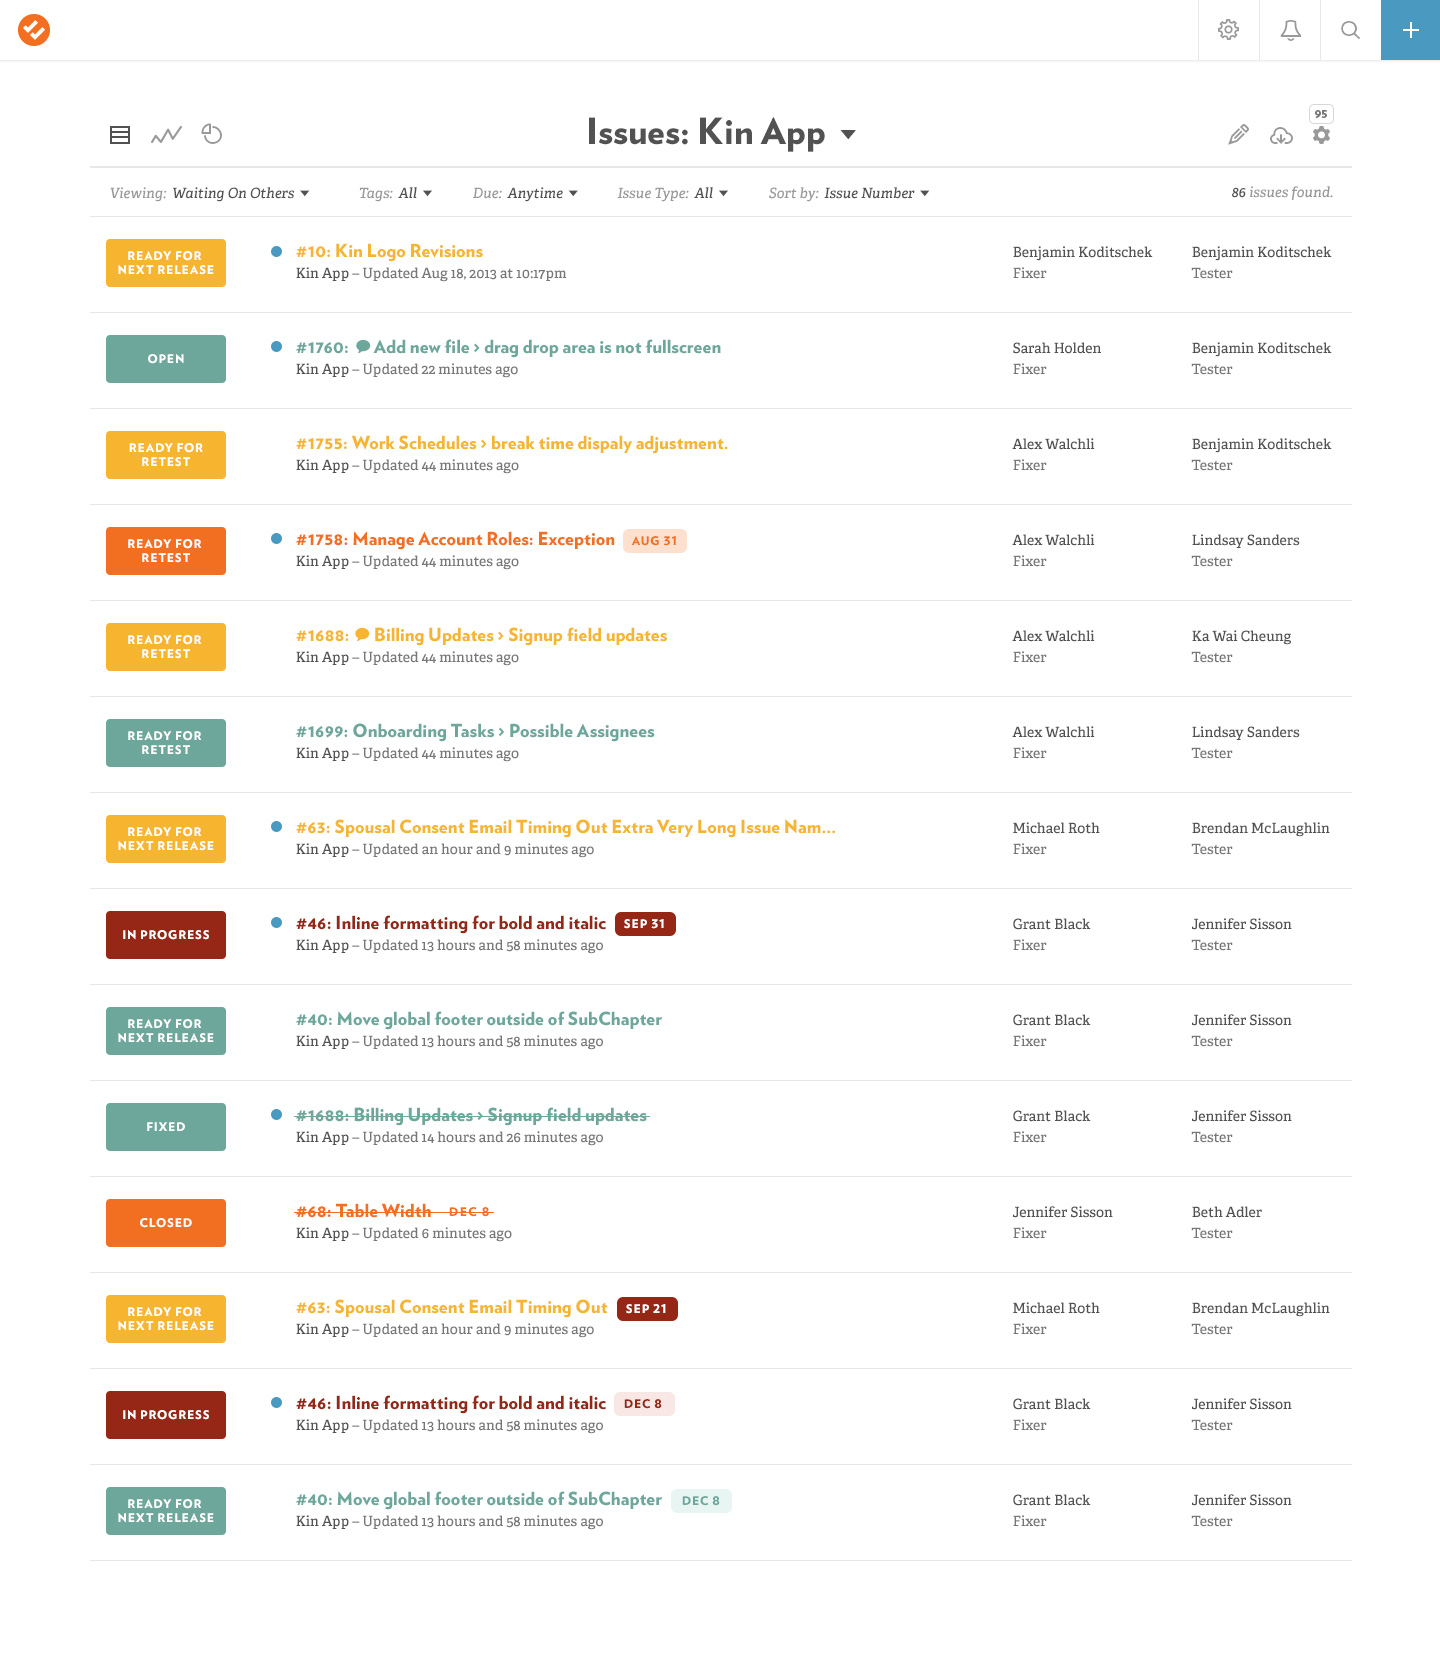 95
Issues: Kin App
Viewing: Waiting On Others Tags: All Due: Anytime Issue Type: All Sort by: Issue Number 86 issues found.
READY FOR
NEXT RELEASE
#10: Kin Logo Revisions
Kin App – Updated Aug 18, 2013 at 10:17pm
Benjamin Koditschek
Fixer
Benjamin Koditschek
Tester
OPEN
#1760: Add new file › drag drop area is not fullscreen
Kin App – Updated 22 minutes ago
Sarah Holden
Fixer
Benjamin Koditschek
Tester
READY FOR
RETEST
#1755: Work Schedules › break time dispaly adjustment.
Kin App – Updated 44 minutes ago
Alex Walchli
Fixer
Benjamin Koditschek
Tester
READY FOR
RETEST
#1758: Manage Account Roles: Exception AUG 31
Kin App – Updated 44 minutes ago
Alex Walchli
Fixer
Lindsay Sanders
Tester
READY FOR
RETEST
#1688: Billing Updates › Signup field updates
Kin App – Updated 44 minutes ago
Alex Walchli
Fixer
Ka Wai Cheung
Tester
READY FOR
RETEST
#1699: Onboarding Tasks › Possible Assignees
Kin App – Updated 44 minutes ago
Alex Walchli
Fixer
Lindsay Sanders
Tester
READY FOR
NEXT RELEASE
#63: Spousal Consent Email Timing Out Extra Very Long Issue Nam...
Kin App – Updated an hour and 9 minutes ago
Michael Roth
Fixer
Brendan McLaughlin
Tester
IN PROGRESS
#46: Inline formatting for bold and italic SEP 31
Kin App – Updated 13 hours and 58 minutes ago
Grant Black
Fixer
Jennifer Sisson
Tester
READY FOR
NEXT RELEASE
#40: Move global footer outside of SubChapter
Kin App – Updated 13 hours and 58 minutes ago
Grant Black
Fixer
Jennifer Sisson
Tester
FIXED
#1688: Billing Updates › Signup field updates
Kin App – Updated 14 hours and 26 minutes ago
Grant Black
Fixer
Jennifer Sisson
Tester
CLOSED
#68: Table Width DEC 8
Kin App – Updated 6 minutes ago
Jennifer Sisson
Fixer
Beth Adler
Tester
READY FOR
NEXT RELEASE
#63: Spousal Consent Email Timing Out SEP 21
Kin App – Updated an hour and 9 minutes ago
Michael Roth
Fixer
Brendan McLaughlin
Tester
IN PROGRESS
#46: Inline formatting for bold and italic DEC 8
Kin App – Updated 13 hours and 58 minutes ago
Grant Black
Fixer
Jennifer Sisson
Tester
READY FOR
NEXT RELEASE
#40: Move global footer outside of SubChapter DEC 8
Kin App – Updated 13 hours and 58 minutes ago
Grant Black
Fixer
Jennifer Sisson
Tester